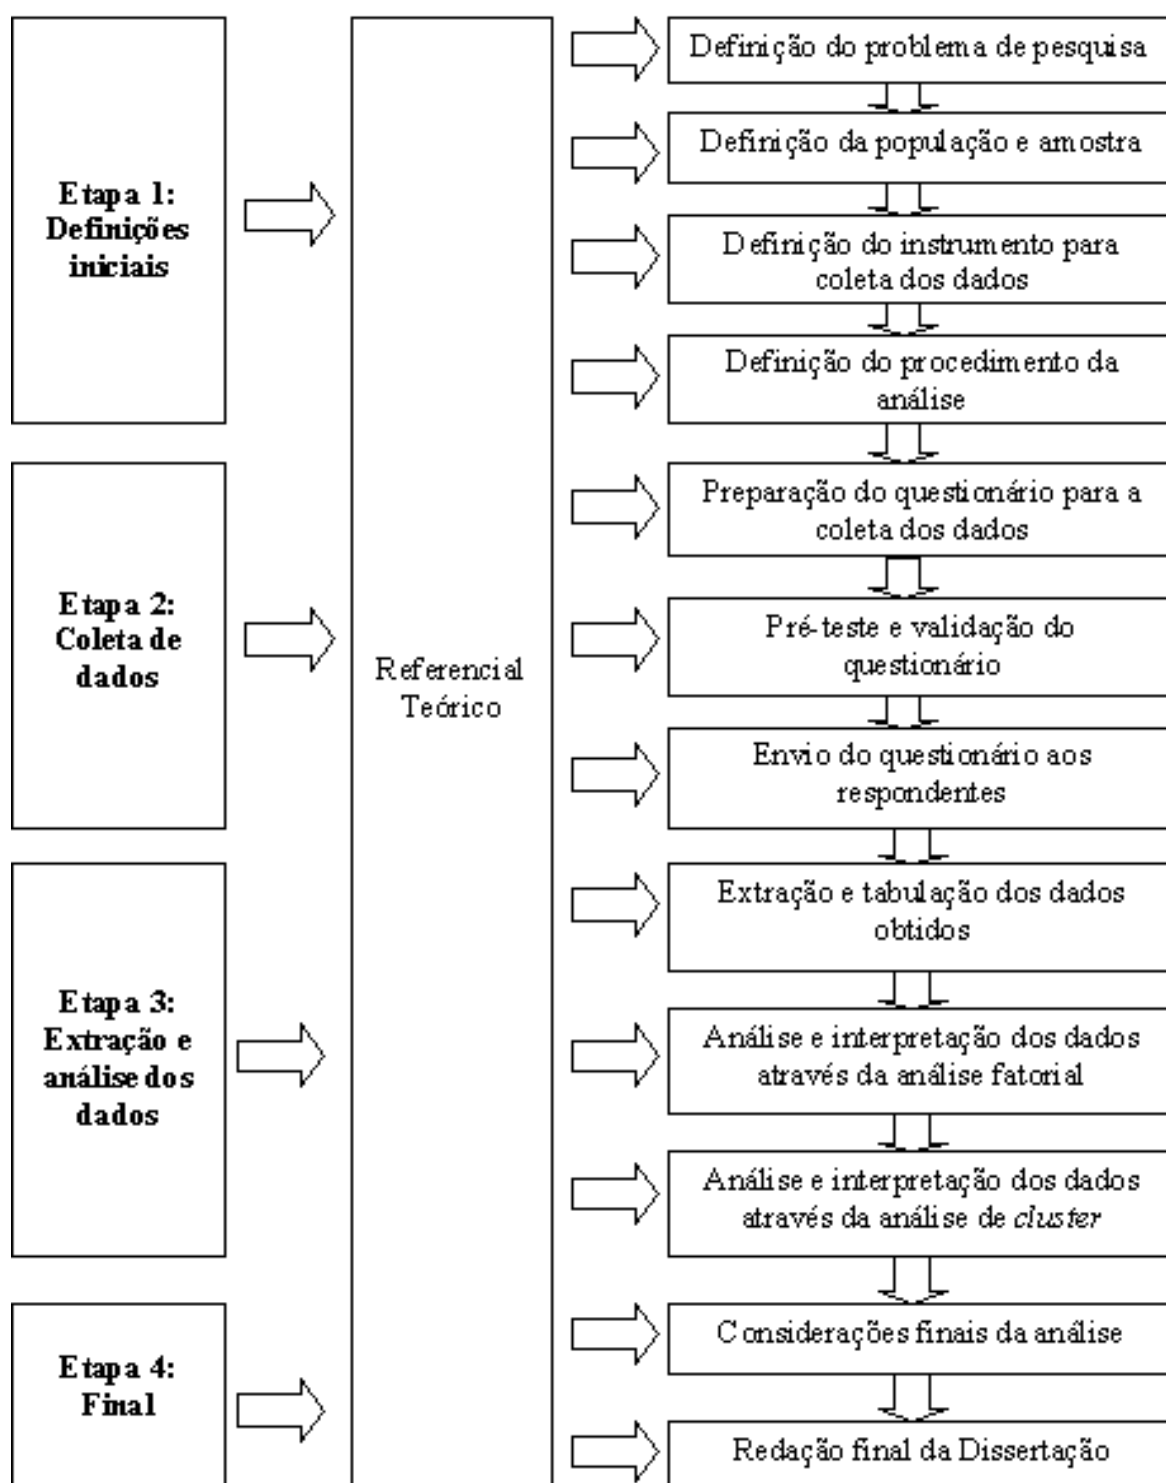 Etapa 1:
Definições
iniciais
Etapa 2:
Coleta de
dados
Etapa 3:
Extração e
análise dos
dados
Etapa 4:
Final
Referencial
Teórico
Definição do problema de pesquisa
Definição da população e amostra
Definição do instrumento para
coleta dos dados
Definição do procedimento da
análise
Preparação do questionário para a
coleta dos dados
Pré-teste e validação do
questionário
Envio do questionário aos
respondentes
Extração e tabulação dos dados
obtidos
Análise e interpretação dos dados
através da análise fatorial
Análise e interpretação dos dados
através da análise de cluster
Considerações finais da análise
Redação final da Dissertação